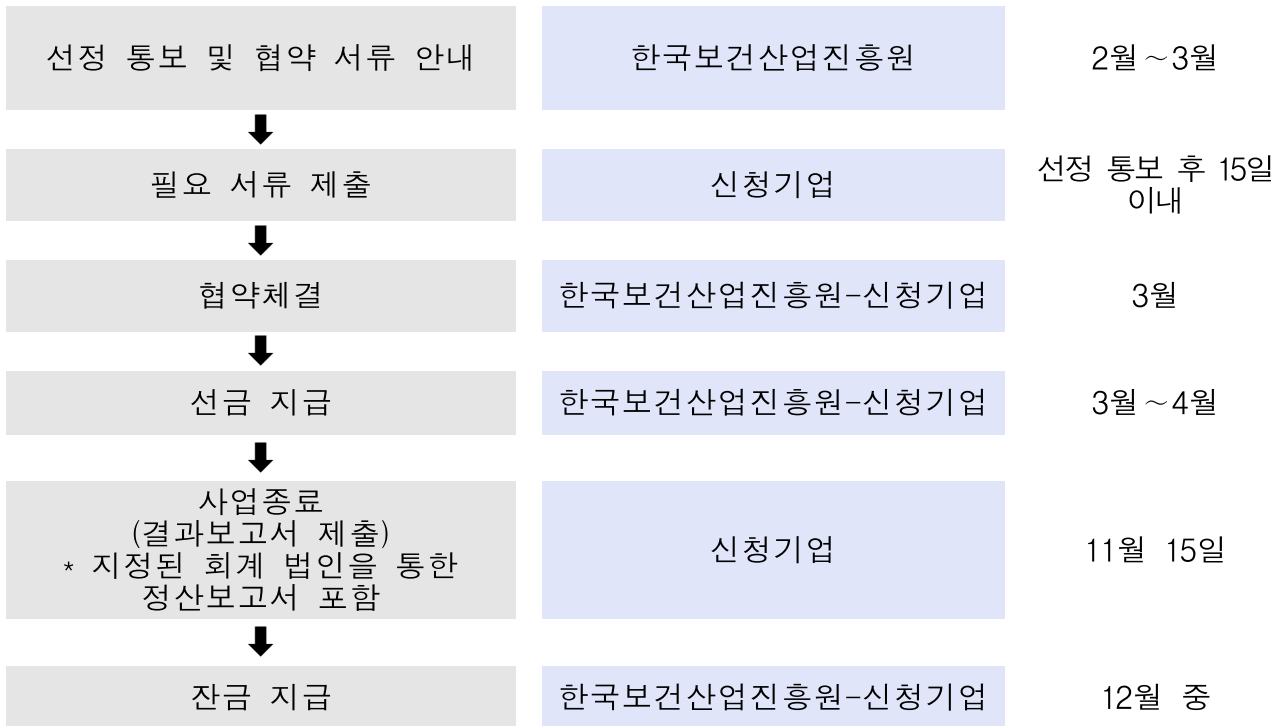 선정 통보 및 협약 서류 안내
한국보건산업진흥원
2월~3월
필요 서류 제출
신청기업
선정 통보 후 15일
이내
협약체결
한국보건산업진흥원-신청기업
3월
선금 지급
한국보건산업진흥원-신청기업
3월~4월
사업종료
(결과보고서 제출)
* 지정된 회계 법인을 통한
정산보고서 포함
신청기업
11월 15일
잔금 지급
한국보건산업진흥원-신청기업
12월 중